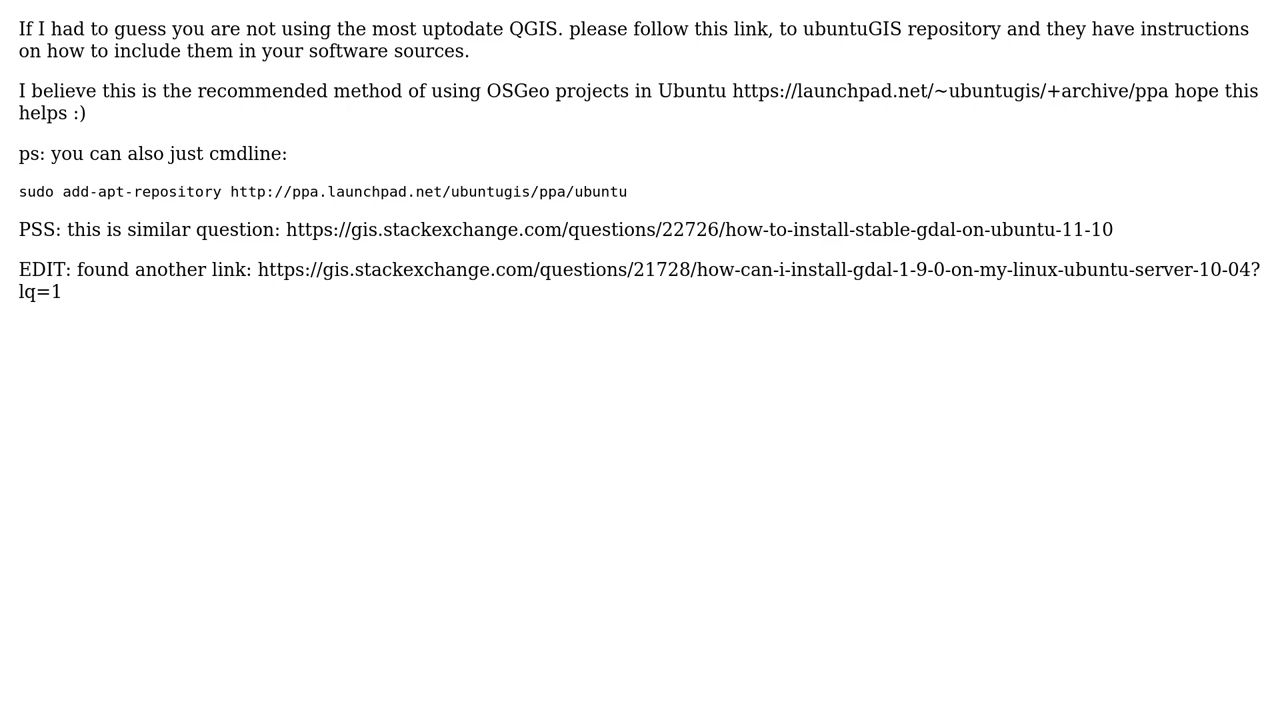 If I had to guess you are not using the most uptodate QGIS. please follow this link, to ubuntuGIS repository and they have instructions
on how to include them in your software sources.
I believe this is the recommended method of using OSGeo projects in Ubuntu https://launchpad.net/~ubuntugis/+archive/ppa hope this
helps :)
ps: you can also just cmdline:
sudo add-apt-repository http://ppa.launchpad.net/ubuntugis/ppa/ubuntu
PSS: this is similar question: https://gis.stackexchange.com/questions/22726/how-to-install-stable-gdal-on-ubuntu-11-10
EDIT: found another link: https://gis.stackexchange.com/questions/21728/how-can-i-install-gdal-1-9-0-on-my-linux-ubuntu-server-10-04?
lq=1